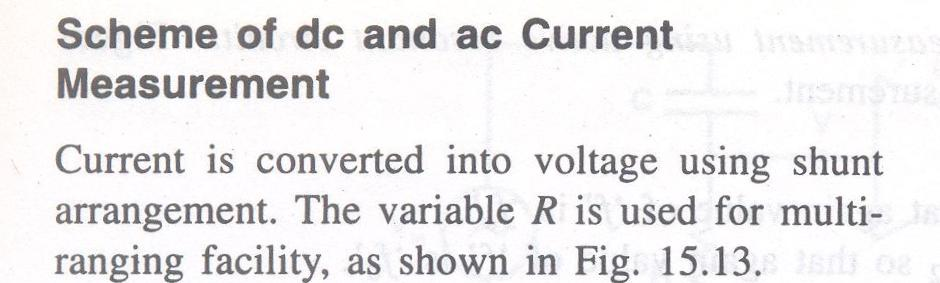 Scheme of dc and ac Current
Measurement
Current is converted into voltage using shunt
arrangement. The variable R is used for multi-
ranging facility, as shown in Fig. 15.13.